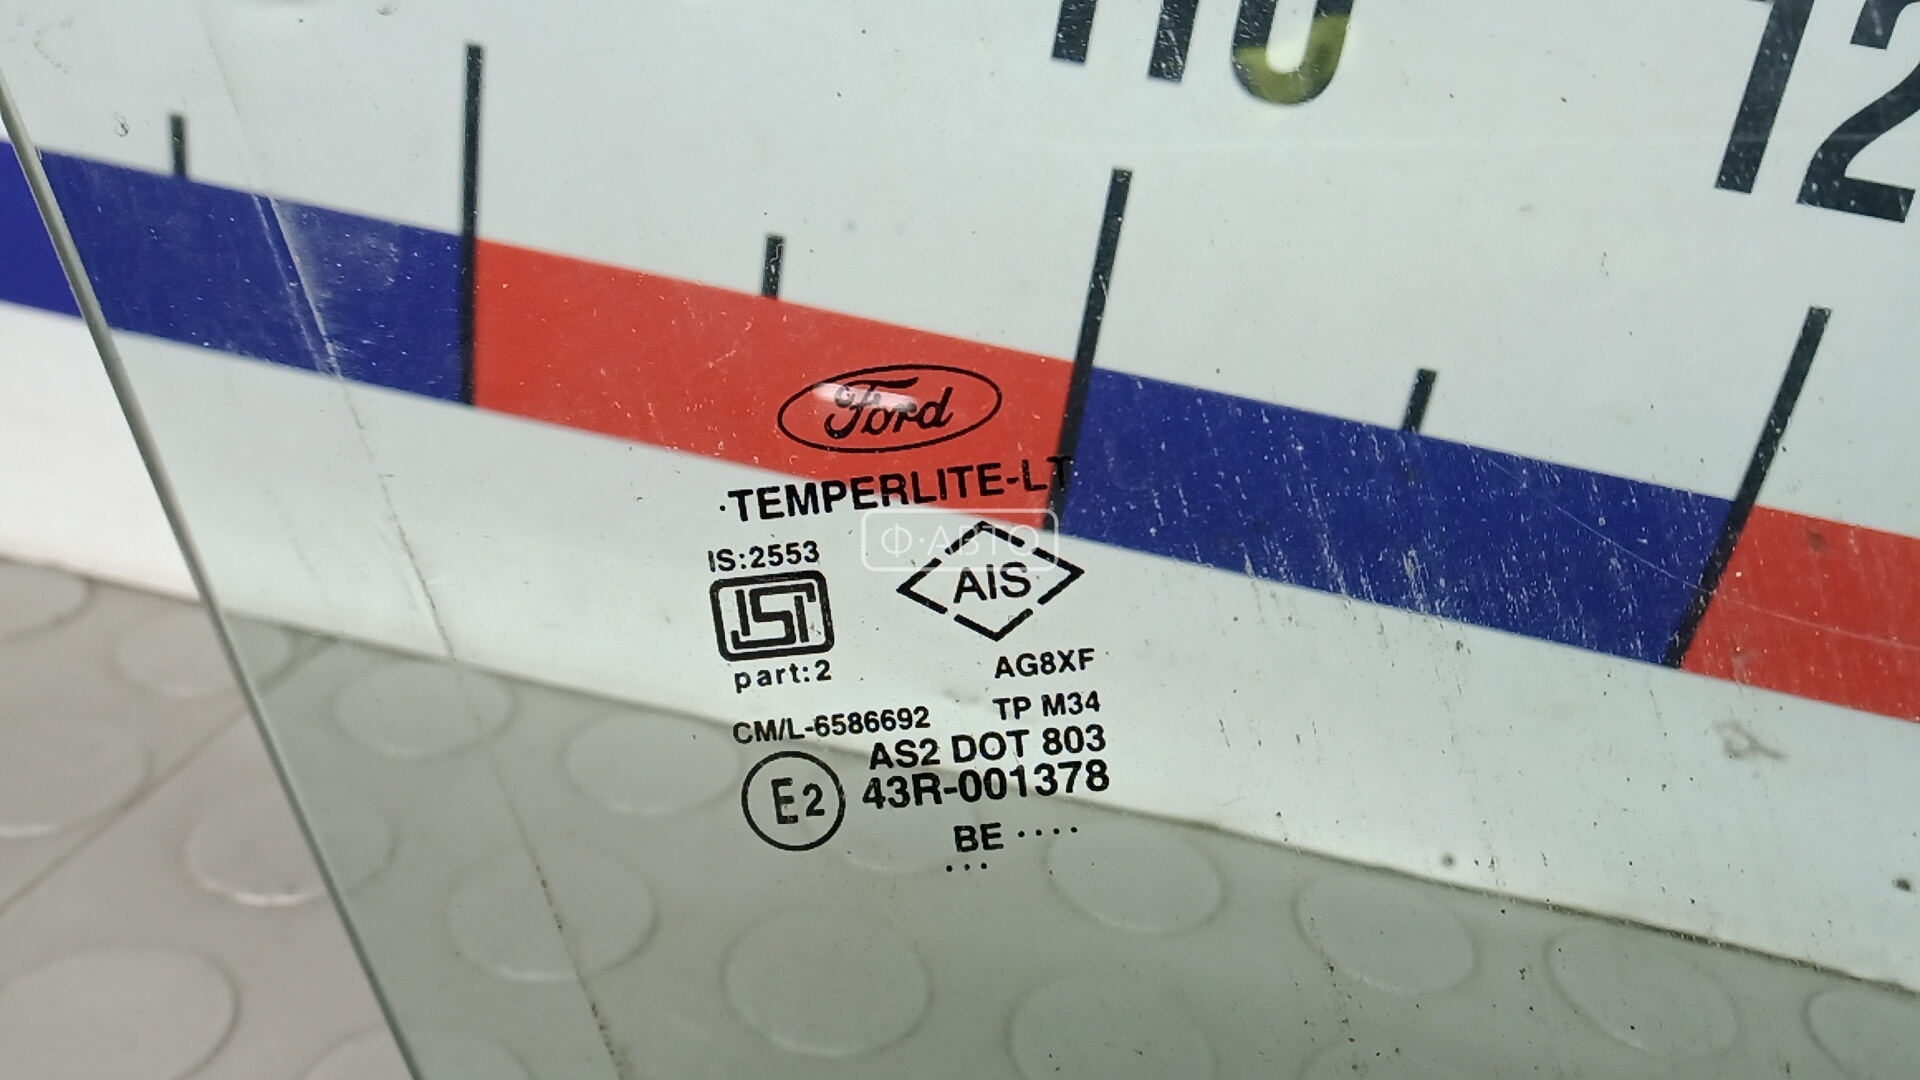 110
12
Ford
·TEMPERLITE-LT
Ф·АВТО
IS:2553
ISI
AIS
part:2
AG8XF
CM/L-6586692
TP M34
AS2 DOT 803
E2
43R-001378
BE ····
···